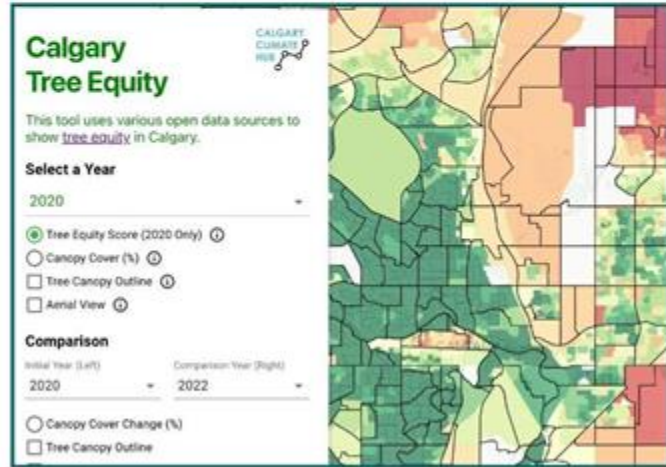 Calgary
Tree Equity
CALGARY
CLIMATE
HUB
This tool uses various open data sources to
show tree equity in Calgary.
Select a Year
2020
Tree Equity Score (2020 Only)
Canopy Cover (%)
Tree Canopy Outline
Aerial View
Comparison
Initial Year (Left) Comparison Year (Right)
2020 2022
Canopy Cover Change (%)
Tree Canopy Outline